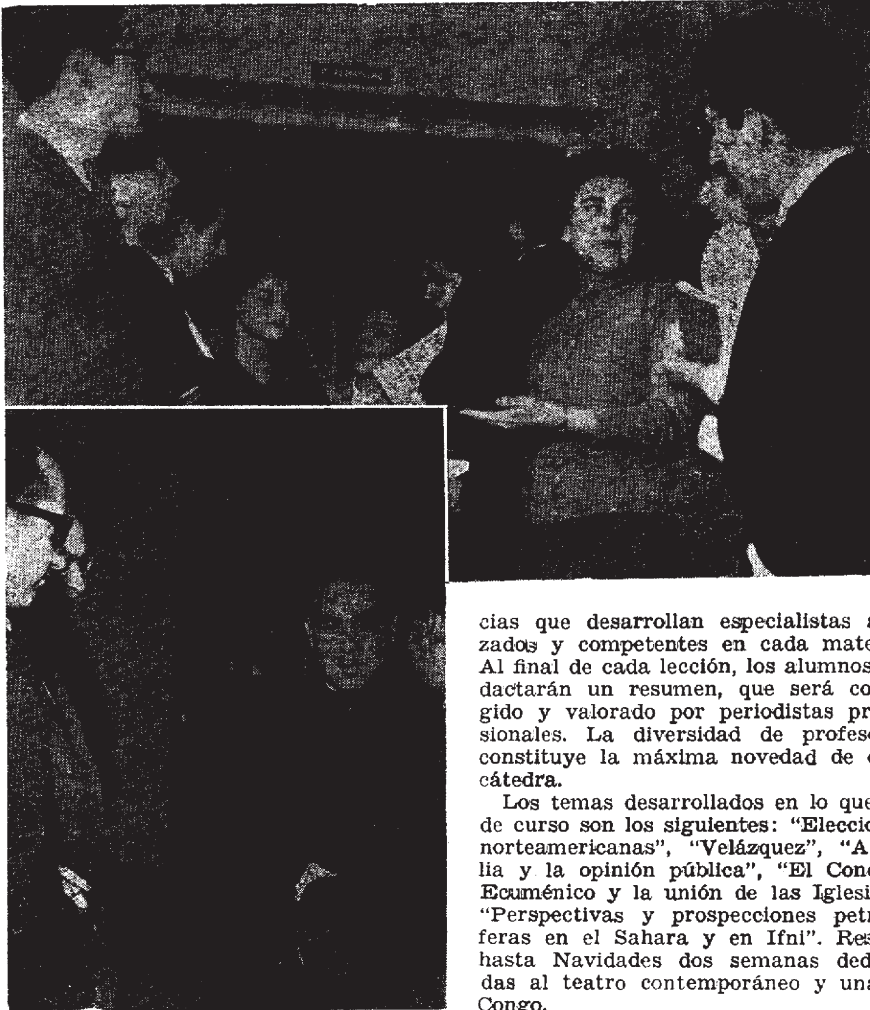 cias que desarrollan especialistas a
zados y competentes en cada mate
Al final de cada lección, los alumnos
dactarán un resumen, que será co
gido y valorado por periodistas pr
sionales. La diversidad de profes
constituye la máxima novedad de
cátedra.
Los temas desarrollados en lo que
de curso son los siguientes: “Elecci
norteamericanas”, “Velázquez”, “A
lia y la opinión pública”, “El Con
Ecuménico y la unión de las Iglesi
“Perspectivas y prospecciones petr
feras en el Sahara y en Ifni”. Res
hasta Navidades dos semanas ded
das al teatro contemporáneo y una
Congo.